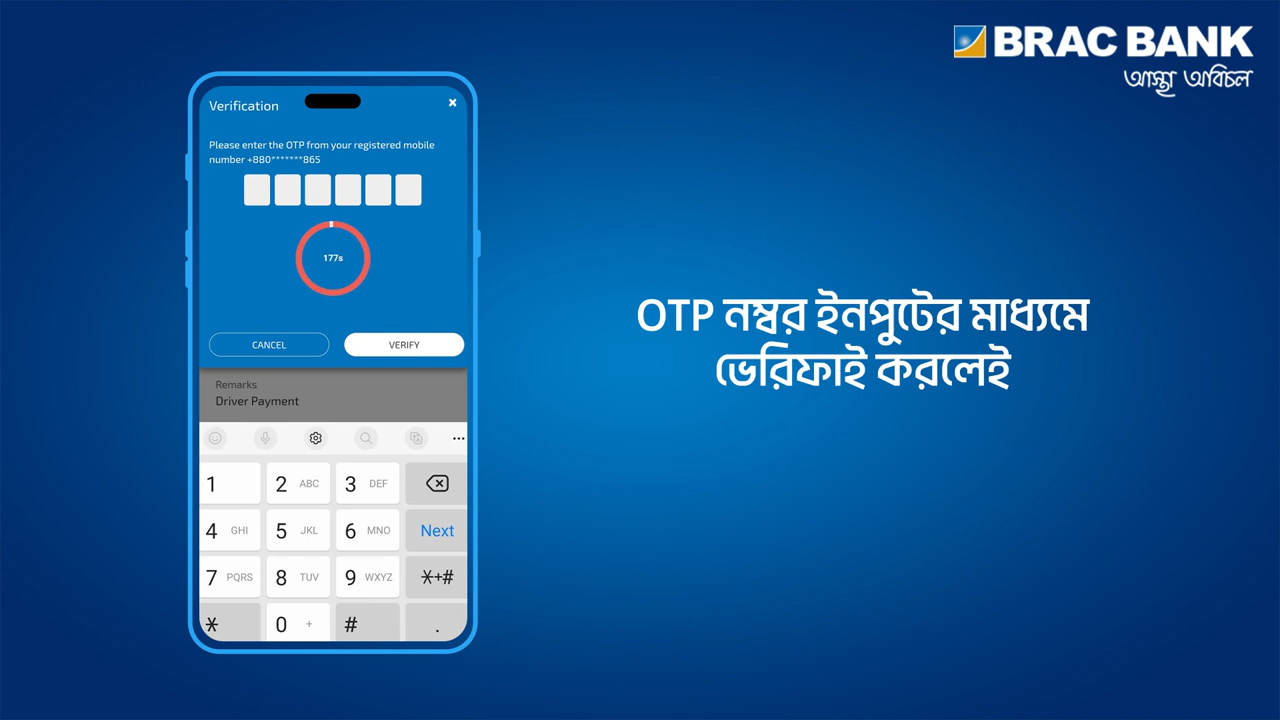 BRAC BANK
আস্থা অবিচল
Verification
Please enter the OTP from your registered mobile
number +880*******865
177s
CANCEL
VERIFY
Remarks
Driver Payment
1
2 ABC
3 DEF
4 GHI
5 JKL
6 MNO
Next
7 PQRS
8 TUV
9 WXYZ
*+#
*
0 +
#
.
OTP নম্বর ইনপুটের মাধ্যমে
ভেরিফাই করলেই